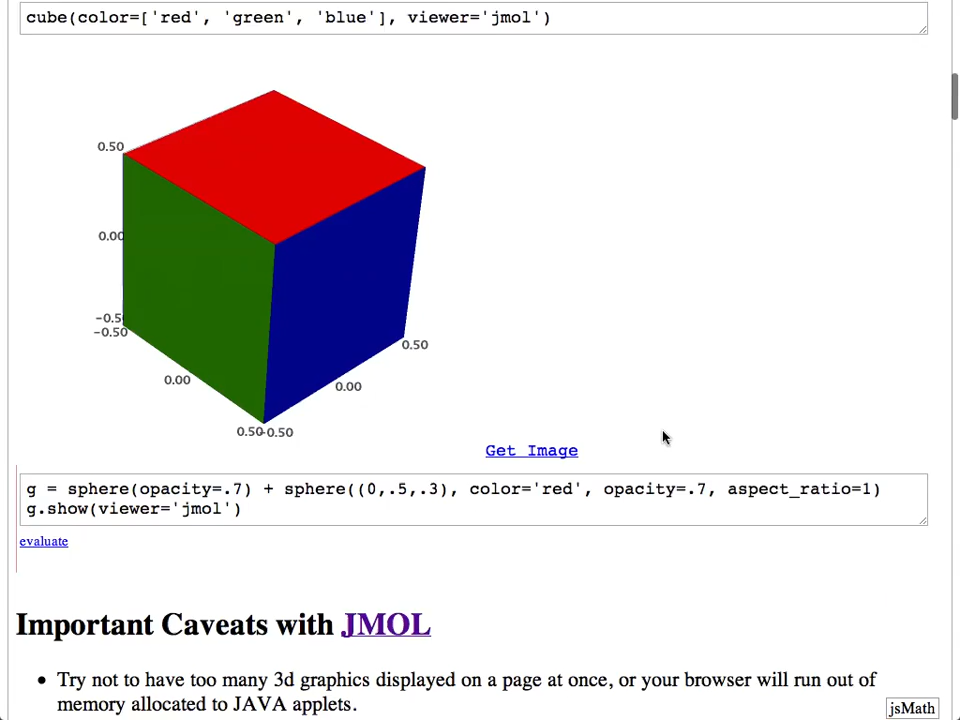 cube(color=['red', 'green', 'blue'], viewer='jmol')
0.50
0.00
-0.5
-0.50
0.50
0.00
0.00
0.50
-0.50
Get Image
g = sphere(opacity=.7) + sphere((0,.5,.3), color='red', opacity=.7, aspect_ratio=1)
g.show(viewer='jmol')
evaluate
Important Caveats with JMOL
• Try not to have too many 3d graphics displayed on a page at once, or your browser will run out of
memory allocated to JAVA applets.
jsMath